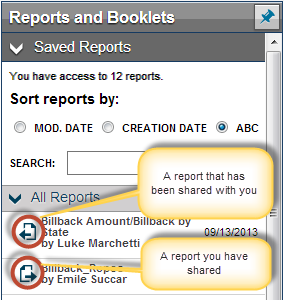 Reports and Booklets
Saved Reports
You have access to 12 reports.
Sort reports by:
MOD. DATE CREATION DATE ABC
SEARCH:
A report that has
been shared with you
All Reports
Billback Amount/Billback by
State
by Luke Marchetti 09/13/2013
A report you have
shared
by Emile Succar